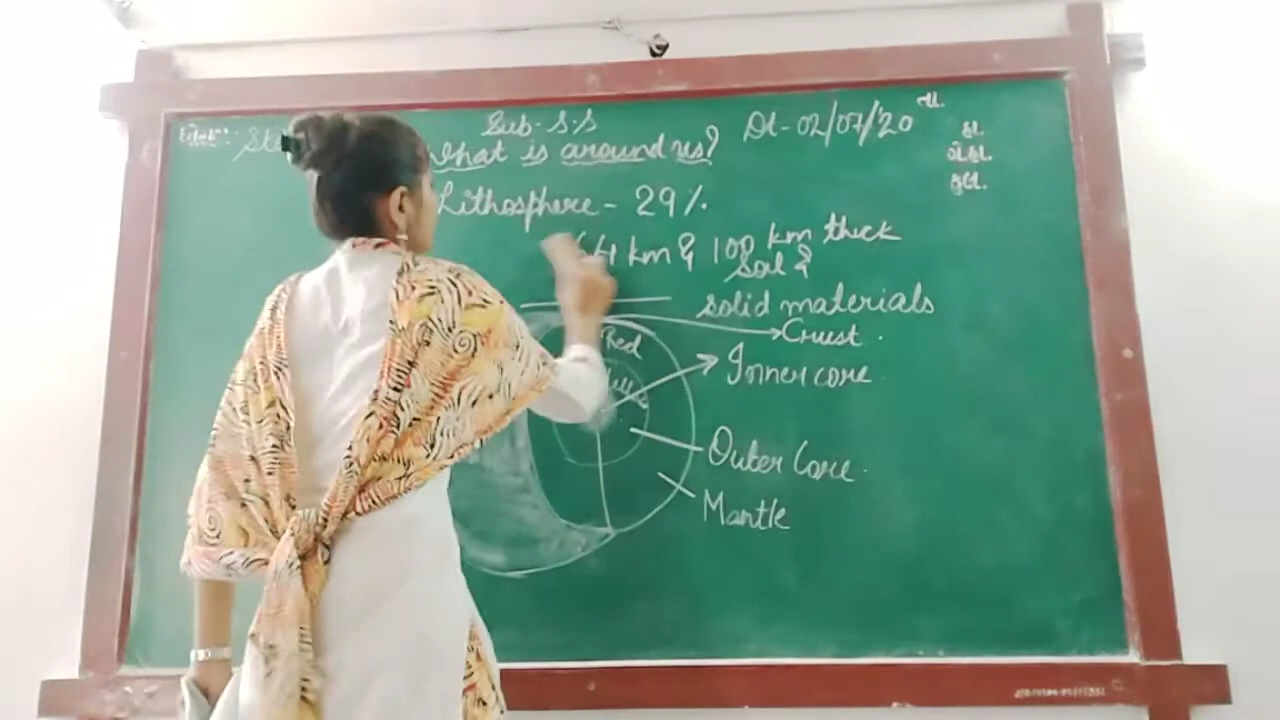 Sub-S.S
Dt-02/07/'20
What is around us?
Lithosphere - 29%
64 km & 100 km thick
Soil &
solid materials
Crust.
Red
Inner core
Outer Core.
Mantle
તા.
હા.
ગે.હા.
કુલ.